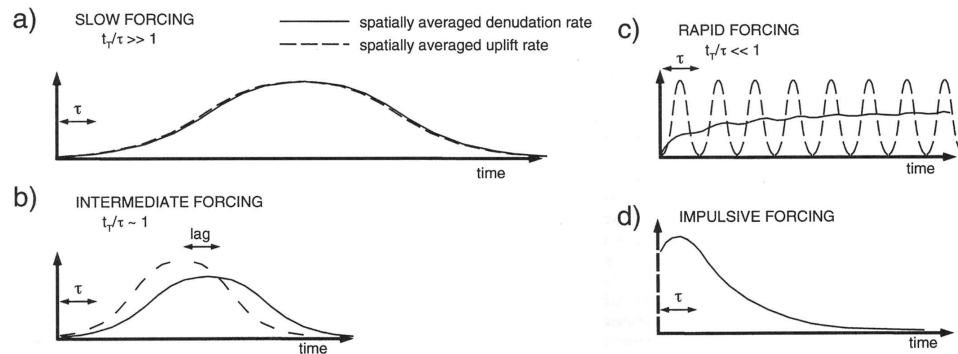 a) SLOW FORCING
t_T/τ >> 1
spatially averaged denudation rate
spatially averaged uplift rate
τ
time
b) INTERMEDIATE FORCING
t_T/τ ~ 1
lag
τ
time
c) RAPID FORCING
t_T/τ << 1
τ
time
d) IMPULSIVE FORCING
τ
time